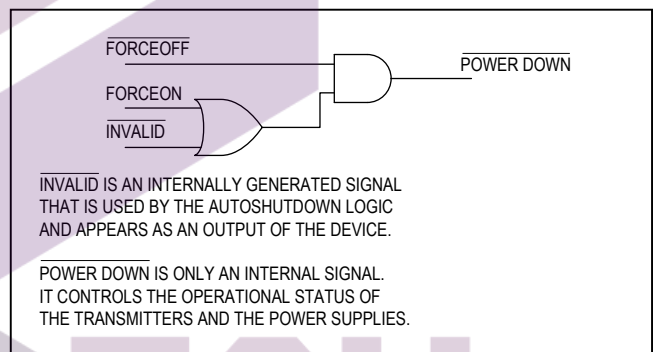 FORCEOFF
POWER DOWN
FORCEON
INVALID
INVALID IS AN INTERNALLY GENERATED SIGNAL
THAT IS USED BY THE AUTOSHUTDOWN LOGIC
AND APPEARS AS AN OUTPUT OF THE DEVICE.
POWER DOWN IS ONLY AN INTERNAL SIGNAL.
IT CONTROLS THE OPERATIONAL STATUS OF
THE TRANSMITTERS AND THE POWER SUPPLIES.